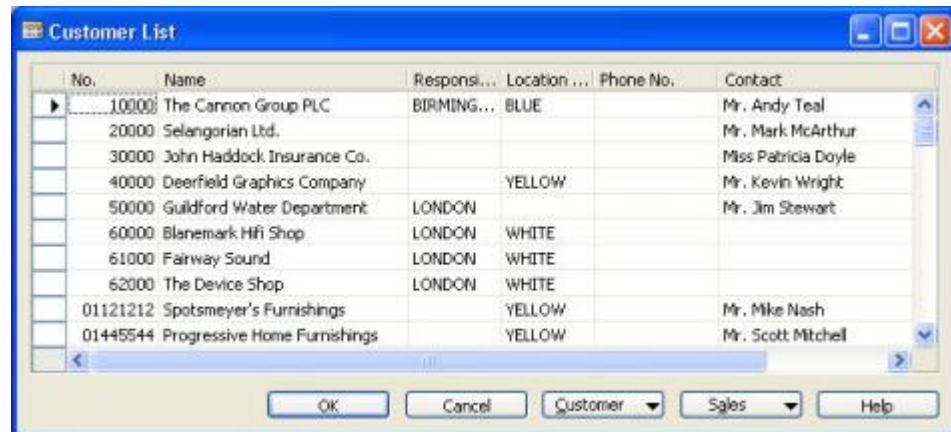 Customer List
No. Name Responsi... Location ... Phone No. Contact
10000 The Cannon Group PLC BIRMING... BLUE Mr. Andy Teal
20000 Selangorian Ltd. Mr. Mark McArthur
30000 John Haddock Insurance Co. Miss Patricia Doyle
40000 Deerfield Graphics Company YELLOW Mr. Kevin Wright
50000 Guildford Water Department LONDON Mr. Jim Stewart
60000 Blanemark Hifi Shop LONDON WHITE
61000 Fairway Sound LONDON WHITE
62000 The Device Shop LONDON WHITE
01121212 Spotsmeyer's Furnishings YELLOW Mr. Mike Nash
01445544 Progressive Home Furnishings YELLOW Mr. Scott Mitchell
OK Cancel Customer Sales Help